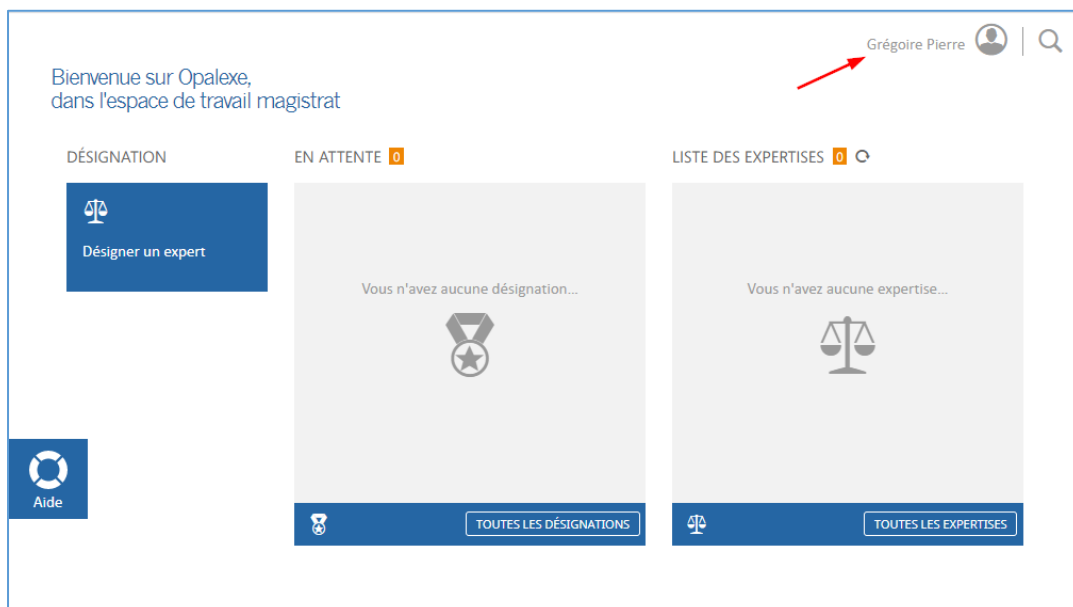 Grégoire Pierre
Bienvenue sur Opalexe,
dans l'espace de travail magistrat
DÉSIGNATION
EN ATTENTE 0
LISTE DES EXPERTISES 0
Désigner un expert
Vous n'avez aucune désignation...
Vous n'avez aucune expertise...
Aide
TOUTES LES DÉSIGNATIONS
TOUTES LES EXPERTISES